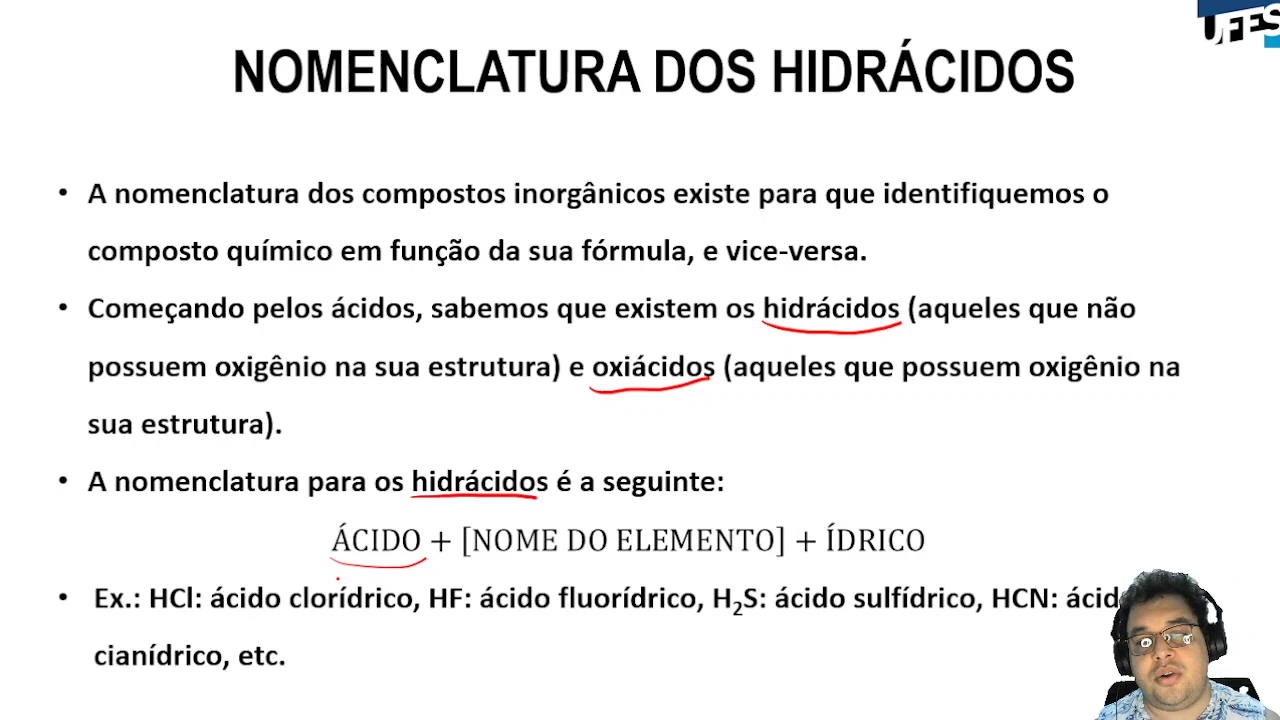 UFES
NOMENCLATURA DOS HIDRÁCIDOS
• A nomenclatura dos compostos inorgânicos existe para que identifiquemos o
composto químico em função da sua fórmula, e vice-versa.
• Começando pelos ácidos, sabemos que existem os hidrácidos (aqueles que não
possuem oxigênio na sua estrutura) e oxiácidos (aqueles que possuem oxigênio na
sua estrutura).
• A nomenclatura para os hidrácidos é a seguinte:
ÁCIDO + [NOME DO ELEMENTO] + ÍDRICO
• Ex.: HCl: ácido clorídrico, HF: ácido fluorídrico, H₂S: ácido sulfídrico, HCN:
cianídrico, etc.